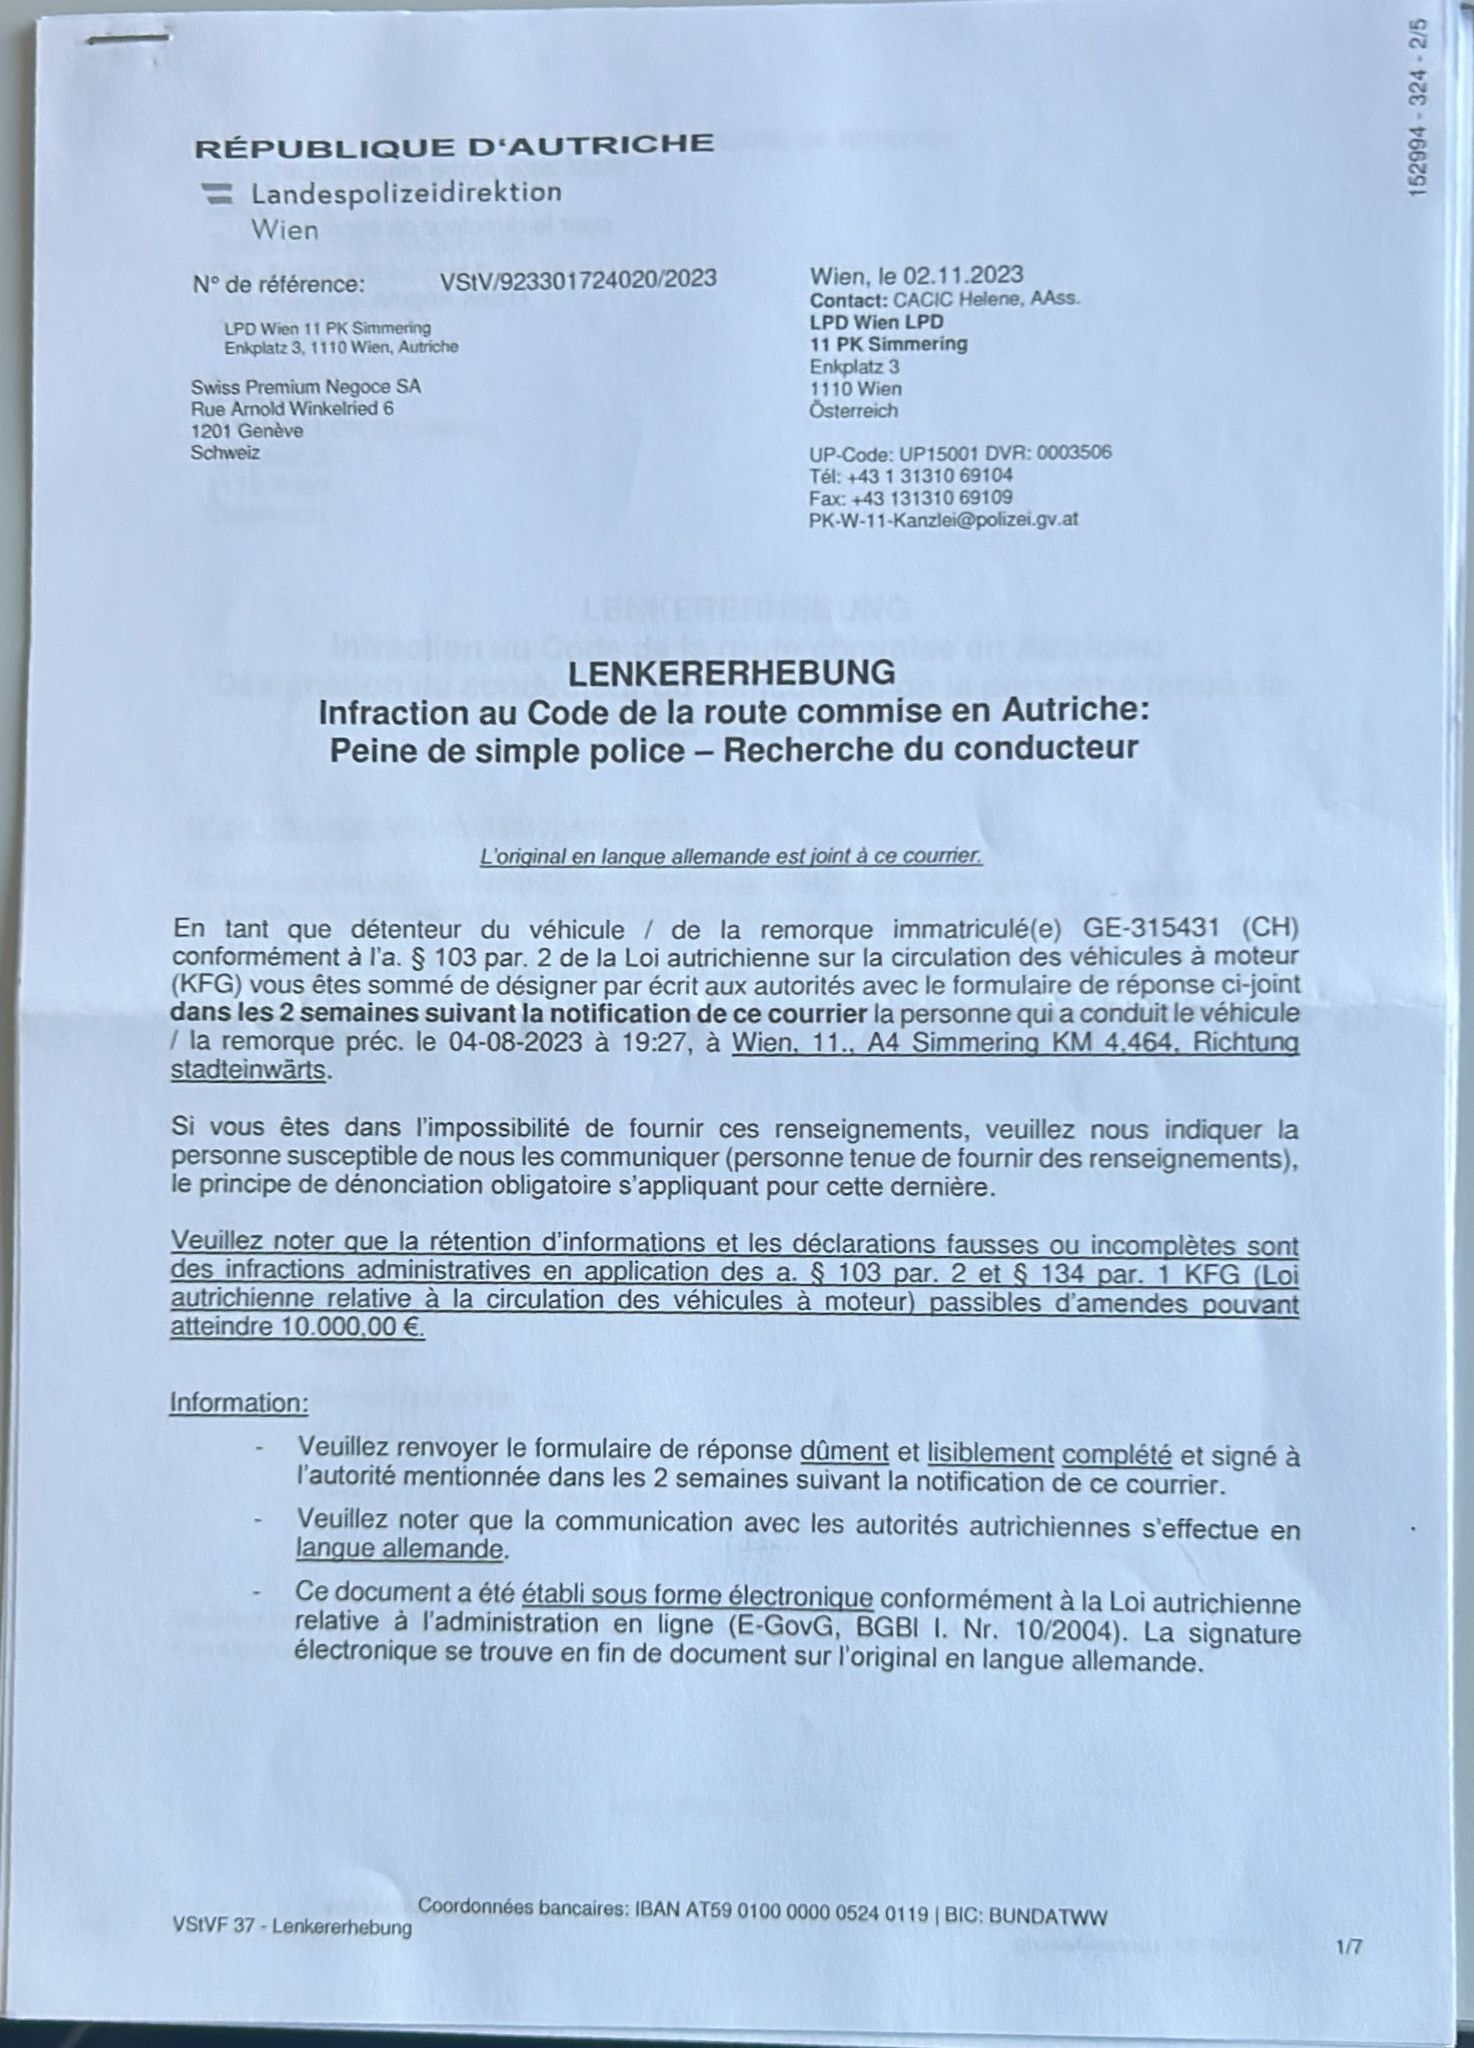 152994 - 324 - 2/5
RÉPUBLIQUE D‘AUTRICHE
Landespolizeidirektion
Wien
N° de référence: VStV/923301724020/2023
LPD Wien 11 PK Simmering
Enkplatz 3, 1110 Wien, Autriche
Swiss Premium Negoce SA
Rue Arnold Winkelried 6
1201 Genève
Schweiz
Wien, le 02.11.2023
Contact: CACIC Helene, AAss.
LPD Wien LPD
11 PK Simmering
Enkplatz 3
1110 Wien
Österreich
UP-Code: UP15001 DVR: 0003506
Tél: +43 1 31310 69104
Fax: +43 131310 69109
PK-W-11-Kanzlei@polizei.gv.at
LENKERERHEBUNG
Infraction au Code de la route commise en Autriche:
Peine de simple police – Recherche du conducteur
L'original en langue allemande est joint à ce courrier.
En tant que détenteur du véhicule / de la remorque immatriculé(e) GE-315431 (CH)
conformément à l'a. § 103 par. 2 de la Loi autrichienne sur la circulation des véhicules à moteur
(KFG) vous êtes sommé de désigner par écrit aux autorités avec le formulaire de réponse ci-joint
dans les 2 semaines suivant la notification de ce courrier la personne qui a conduit le véhicule
/ la remorque préc. le 04-08-2023 à 19:27, à Wien, 11., A4 Simmering KM 4,464, Richtung
stadteinwärts.
Si vous êtes dans l'impossibilité de fournir ces renseignements, veuillez nous indiquer la
personne susceptible de nous les communiquer (personne tenue de fournir des renseignements),
le principe de dénonciation obligatoire s'appliquant pour cette dernière.
Veuillez noter que la rétention d'informations et les déclarations fausses ou incomplètes sont
des infractions administratives en application des a. § 103 par. 2 et § 134 par. 1 KFG (Loi
autrichienne relative à la circulation des véhicules à moteur) passibles d'amendes pouvant
atteindre 10.000,00 €.
Information:
- Veuillez renvoyer le formulaire de réponse dûment et lisiblement complété et signé à
l'autorité mentionnée dans les 2 semaines suivant la notification de ce courrier.
- Veuillez noter que la communication avec les autorités autrichiennes s'effectue en
langue allemande.
- Ce document a été établi sous forme électronique conformément à la Loi autrichienne
relative à l'administration en ligne (E-GovG, BGBl I. Nr. 10/2004). La signature
électronique se trouve en fin de document sur l'original en langue allemande.
Coordonnées bancaires: IBAN AT59 0100 0000 0524 0119 | BIC: BUNDATWW
VStVF 37 - Lenkererhebung
1/7